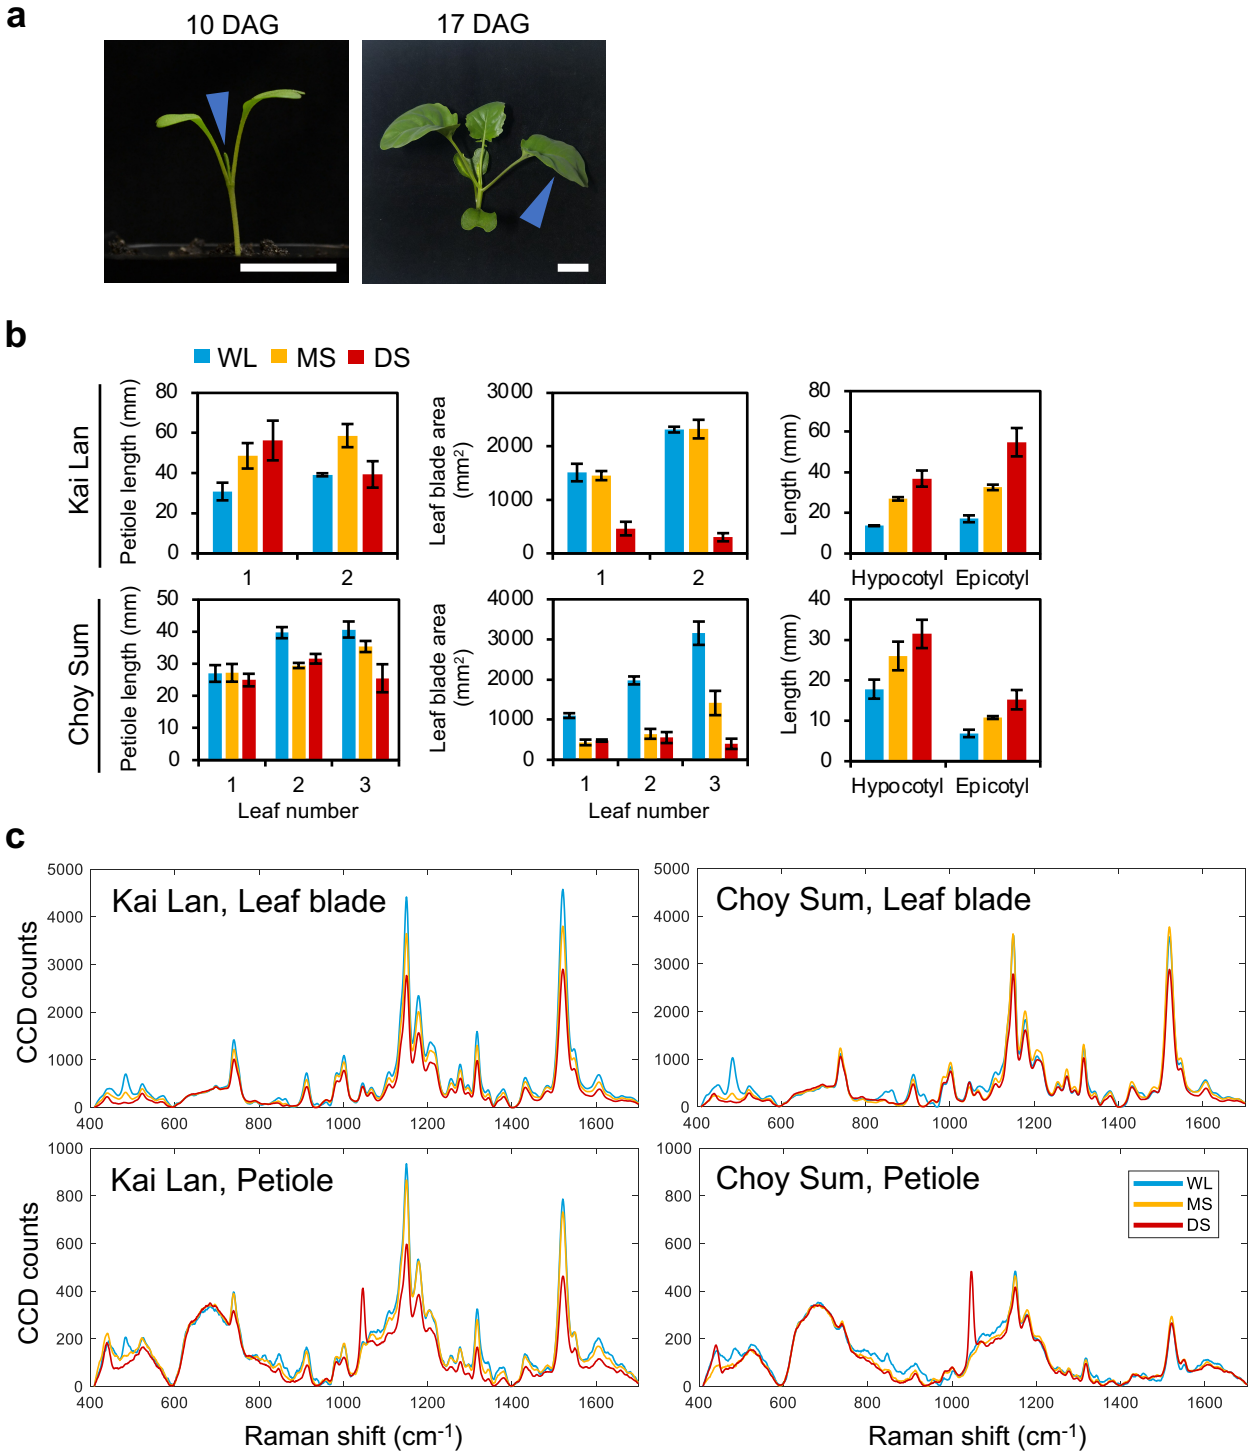 a
10 DAG
17 DAG
b
WL MS DS
Kai Lan
Petiole length (mm)
80
60
40
20
0
1 2
Leaf blade area (mm²)
3000
2000
1000
0
1 2
Length (mm)
80
60
40
20
0
Hypocotyl Epicotyl
Choy Sum
Petiole length (mm)
50
40
30
20
10
0
1 2 3
Leaf number
Leaf blade area (mm²)
4000
3000
2000
1000
0
1 2 3
Leaf number
Length (mm)
40
30
20
10
0
Hypocotyl Epicotyl
c
CCD counts
Kai Lan, Leaf blade
5000
4000
3000
2000
1000
0
400 600 800 1000 1200 1400 1600
Choy Sum, Leaf blade
5000
4000
3000
2000
1000
0
400 600 800 1000 1200 1400 1600
CCD counts
Kai Lan, Petiole
1000
800
600
400
200
0
400 600 800 1000 1200 1400 1600
Raman shift (cm⁻¹)
Choy Sum, Petiole
WL
MS
DS
1000
800
600
400
200
0
400 600 800 1000 1200 1400 1600
Raman shift (cm⁻¹)